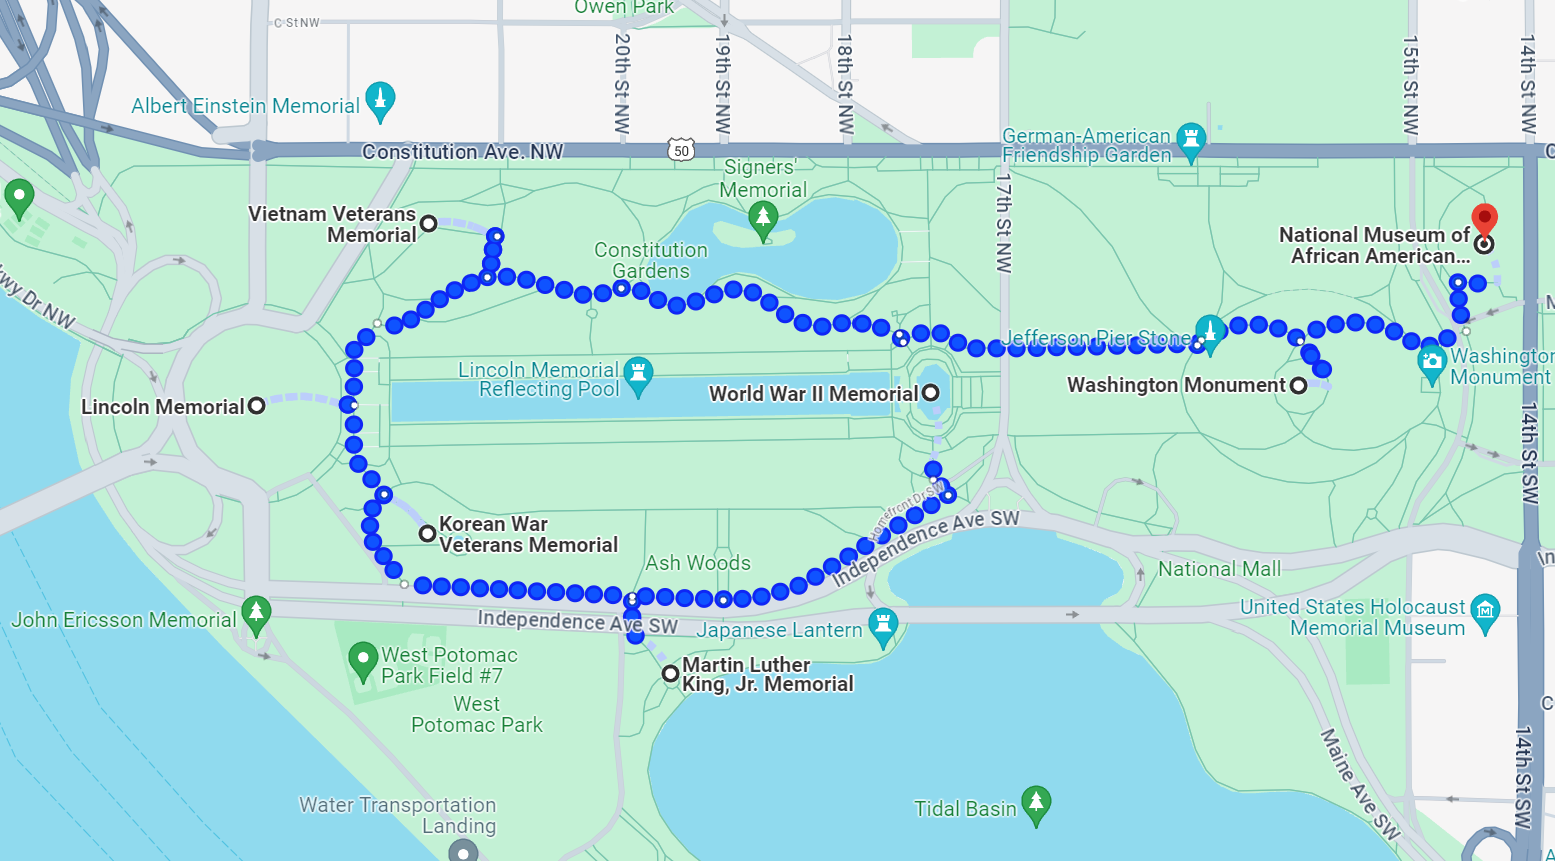 Owen Park
C St NW
20th St NW
19th St NW
18th St NW
15th St NW
14th St NW
Albert Einstein Memorial
Constitution Ave. NW
50
German-American
Friendship Garden
Signers'
Memorial
17th St NW
Vietnam Veterans
Memorial
Constitution
Gardens
National Museum of
African American...
kwy Dr NW
Jefferson Pier Stone
Lincoln Memorial
Reflecting Pool
Washington
Monument
Lincoln Memorial
World War II Memorial
Washington Monument
14th St SW
Homefront Dr SW
Korean War
Veterans Memorial
Independence Ave SW
Ash Woods
National Mall
In
John Ericsson Memorial
Independence Ave SW
Japanese Lantern
United States Holocaust
Memorial Museum
West Potomac
Park Field #7
Martin Luther
King, Jr. Memorial
West
Potomac Park
Maine Ave SW
14th St SW
Water Transportation
Landing
Tidal Basin